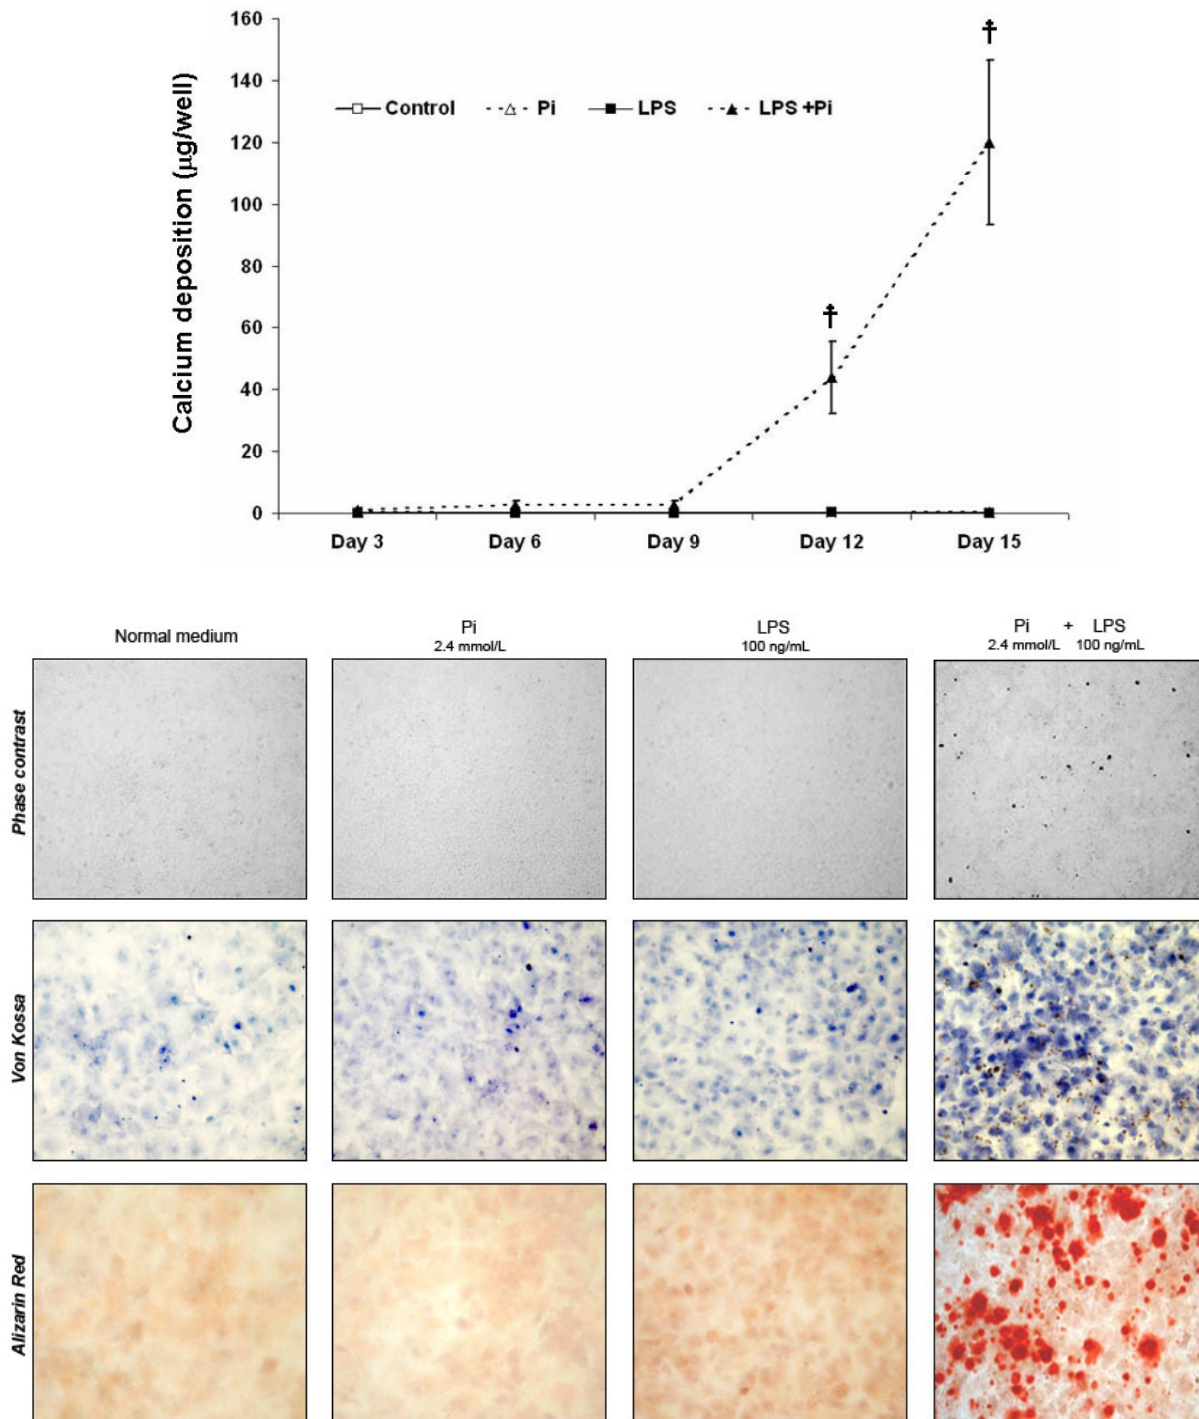 160
140
120
100
80
60
40
20
0
Calcium deposition (µg/well)
Control Pi LPS LPS +Pi
†
†
Day 3 Day 6 Day 9 Day 12 Day 15
Normal medium
Pi
2.4 mmol/L
LPS
100 ng/mL
Pi + LPS
2.4 mmol/L 100 ng/mL
Phase contrast
Von Kossa
Alizarin Red